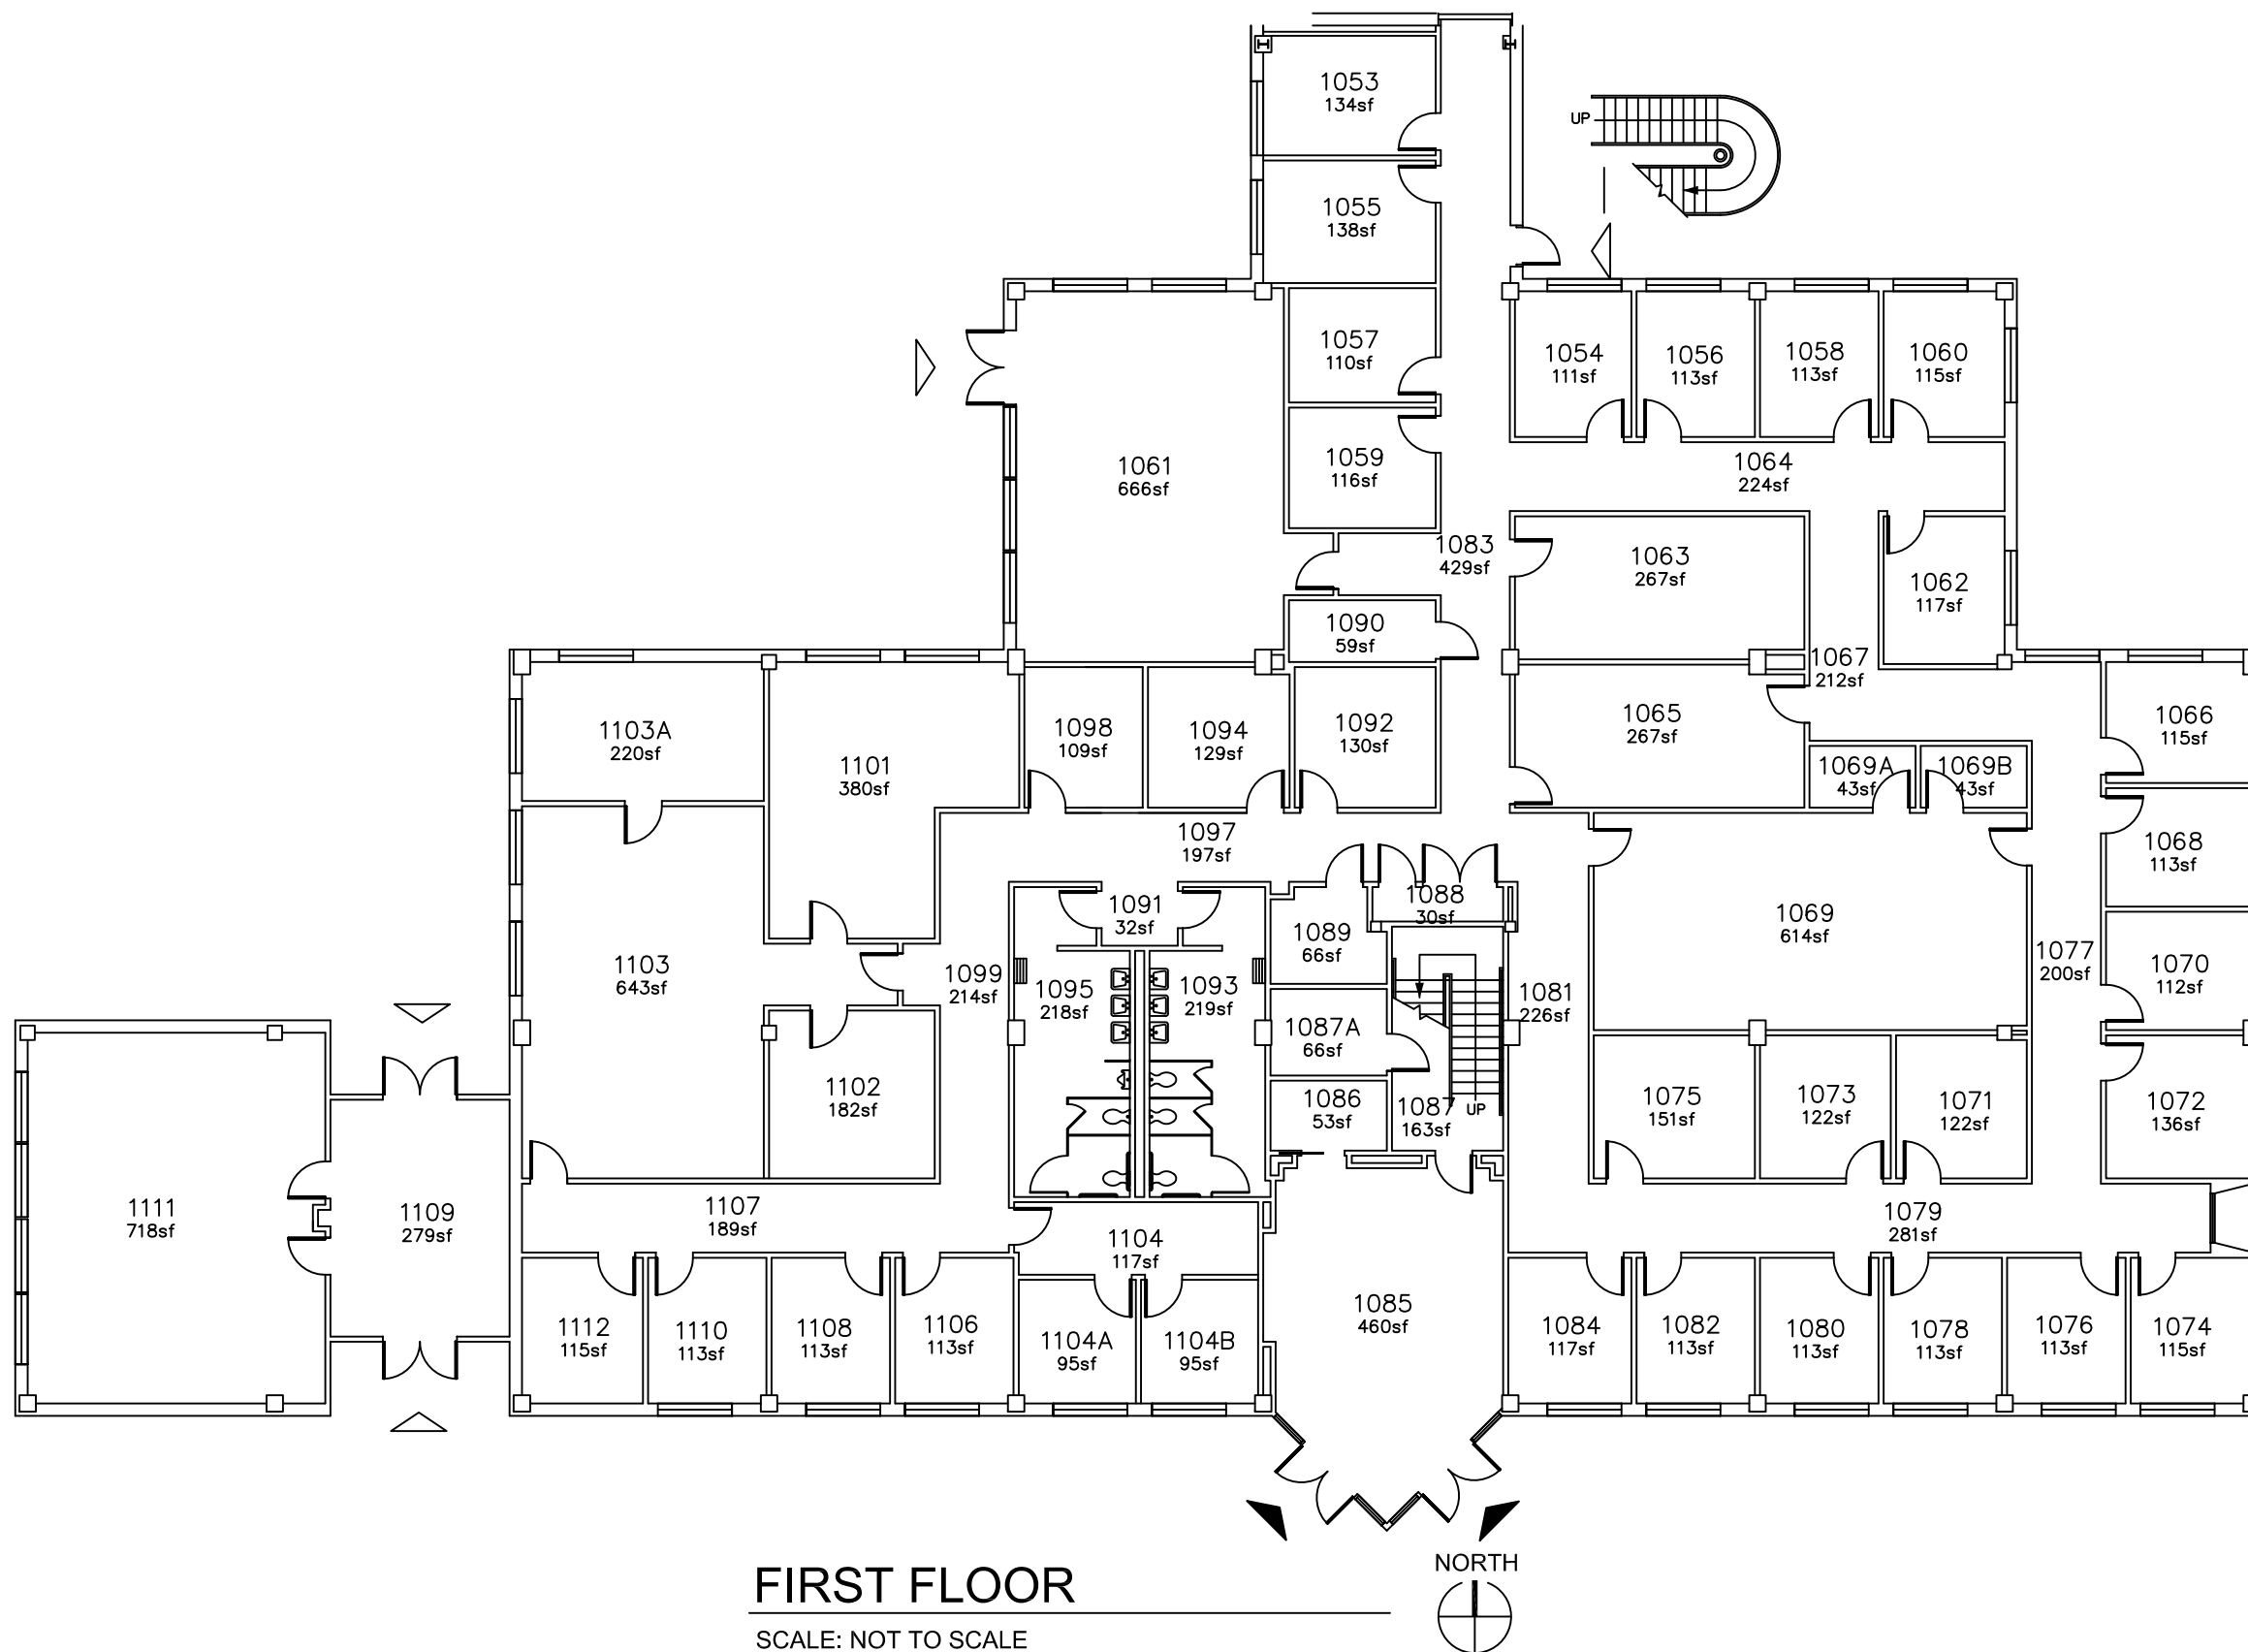 1053
134sf
UP
1055
138sf
1057
110sf
1054
111sf
1056
113sf
1058
113sf
1060
115sf
1061
666sf
1059
116sf
1064
224sf
1083
429sf
1063
267sf
1062
117sf
1090
59sf
1067
212sf
1103A
220sf
1101
380sf
1098
109sf
1094
129sf
1092
130sf
1065
267sf
1066
115sf
1069A
43sf
1069B
43sf
1097
197sf
1068
113sf
1088
30sf
1091
32sf
1089
66sf
1069
614sf
1103
643sf
1099
214sf
1095
218sf
1093
219sf
1081
226sf
1077
200sf
1070
112sf
1087A
66sf
1102
182sf
1086
53sf
1087
163sf
UP
1075
151sf
1073
122sf
1071
122sf
1072
136sf
1111
718sf
1109
279sf
1107
189sf
1104
117sf
1079
281sf
1085
460sf
1112
115sf
1110
113sf
1108
113sf
1106
113sf
1104A
95sf
1104B
95sf
1084
117sf
1082
113sf
1080
113sf
1078
113sf
1076
113sf
1074
115sf
NORTH
FIRST FLOOR
SCALE: NOT TO SCALE